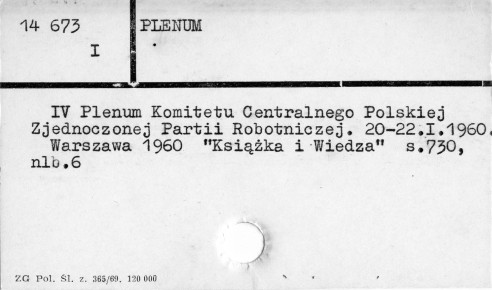 14 673 PLENUM
I
IV Plenum Komitetu Centralnego Polskiej
Zjednoczonej Partii Robotniczej. 20-22.I.1960.
Warszawa 1960 "Książka i Wiedza" s.730,
nlb.6
ZG Pol. Śl. z. 365/69. 120 000